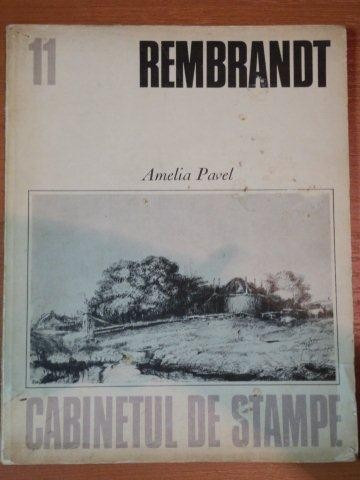 11 REMBRANDT
Amelia Pavel
CABINETUL DE STAMPE